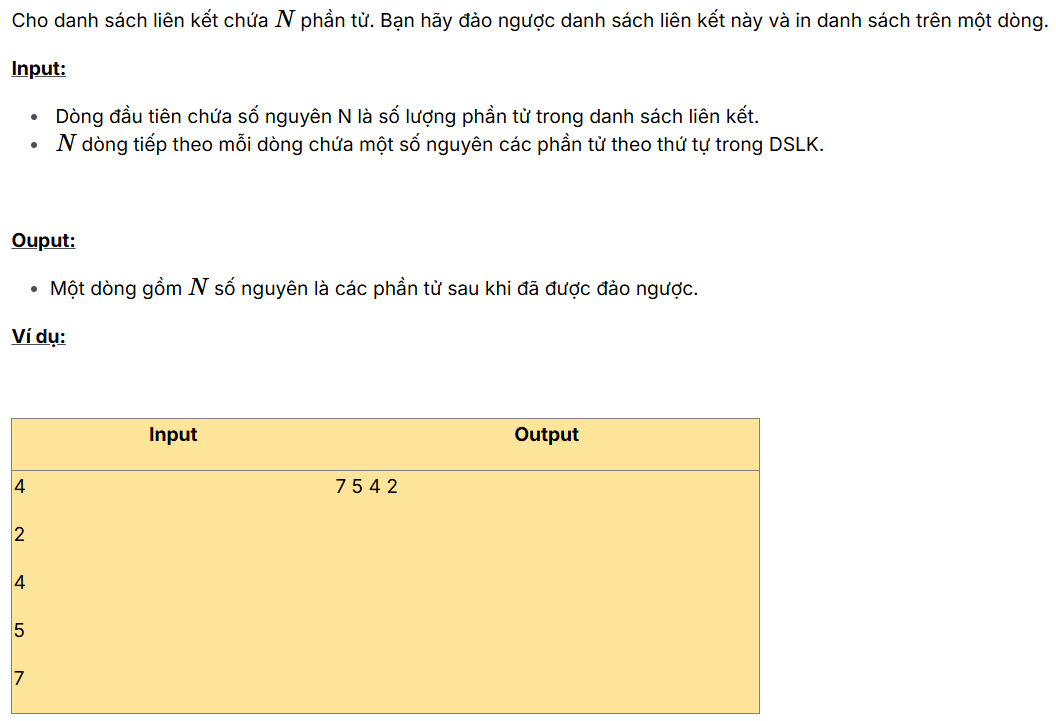 Cho danh sách liên kết chứa N phần tử. Bạn hãy đảo ngược danh sách liên kết này và in danh sách trên một dòng.
Input:
• Dòng đầu tiên chứa số nguyên N là số lượng phần tử trong danh sách liên kết.
• N dòng tiếp theo mỗi dòng chứa một số nguyên các phần tử theo thứ tự trong DSLK.
Ouput:
• Một dòng gồm N số nguyên là các phần tử sau khi đã được đảo ngược.
Ví dụ:
Input Output
4 7 5 4 2
2
4
5
7